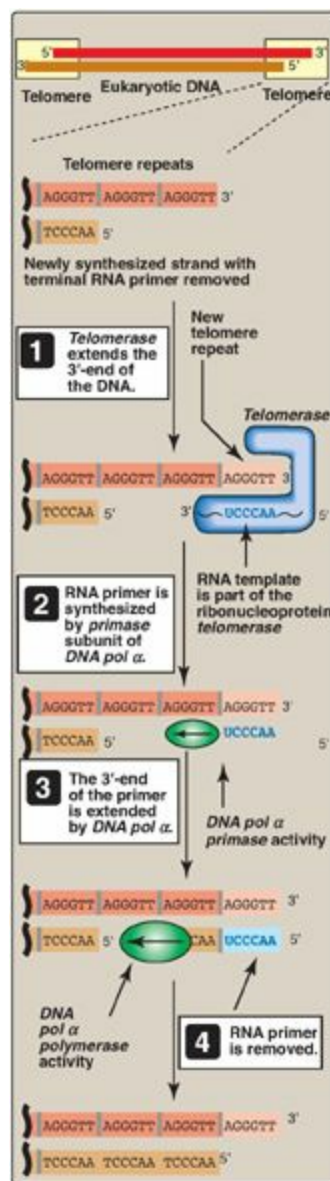 5' 3'
3' 5'
Telomere Eukaryotic DNA Telomere
Telomere repeats
AGGGTT AGGGTT AGGGTT 3'
TCCCAA 5'
Newly synthesized strand with
terminal RNA primer removed
1 Telomerase
extends the
3'-end of
the DNA.
New
telomere
repeat
Telomerase
AGGGTT AGGGTT AGGGTT AGGGTT 3'
TCCCAA 5' 3' UCCCAA 5'
2 RNA primer is
synthesized
by primase
subunit of
DNA pol α.
RNA template
is part of the
ribonucleoprotein
telomerase
AGGGTT AGGGTT AGGGTT AGGGTT 3'
TCCCAA 5' UCCCAA 5'
3 The 3'-end
of the primer
is extended
by DNA pol α.
DNA pol α
primase activity
AGGGTT AGGGTT AGGGTT AGGGTT 3'
TCCCAA 5' CAA UCCCAA 5'
DNA
pol α
polymerase
activity
4 RNA primer
is removed.
AGGGTT AGGGTT AGGGTT AGGGTT 3'
TCCCAA TCCCAA TCCCAA 5'